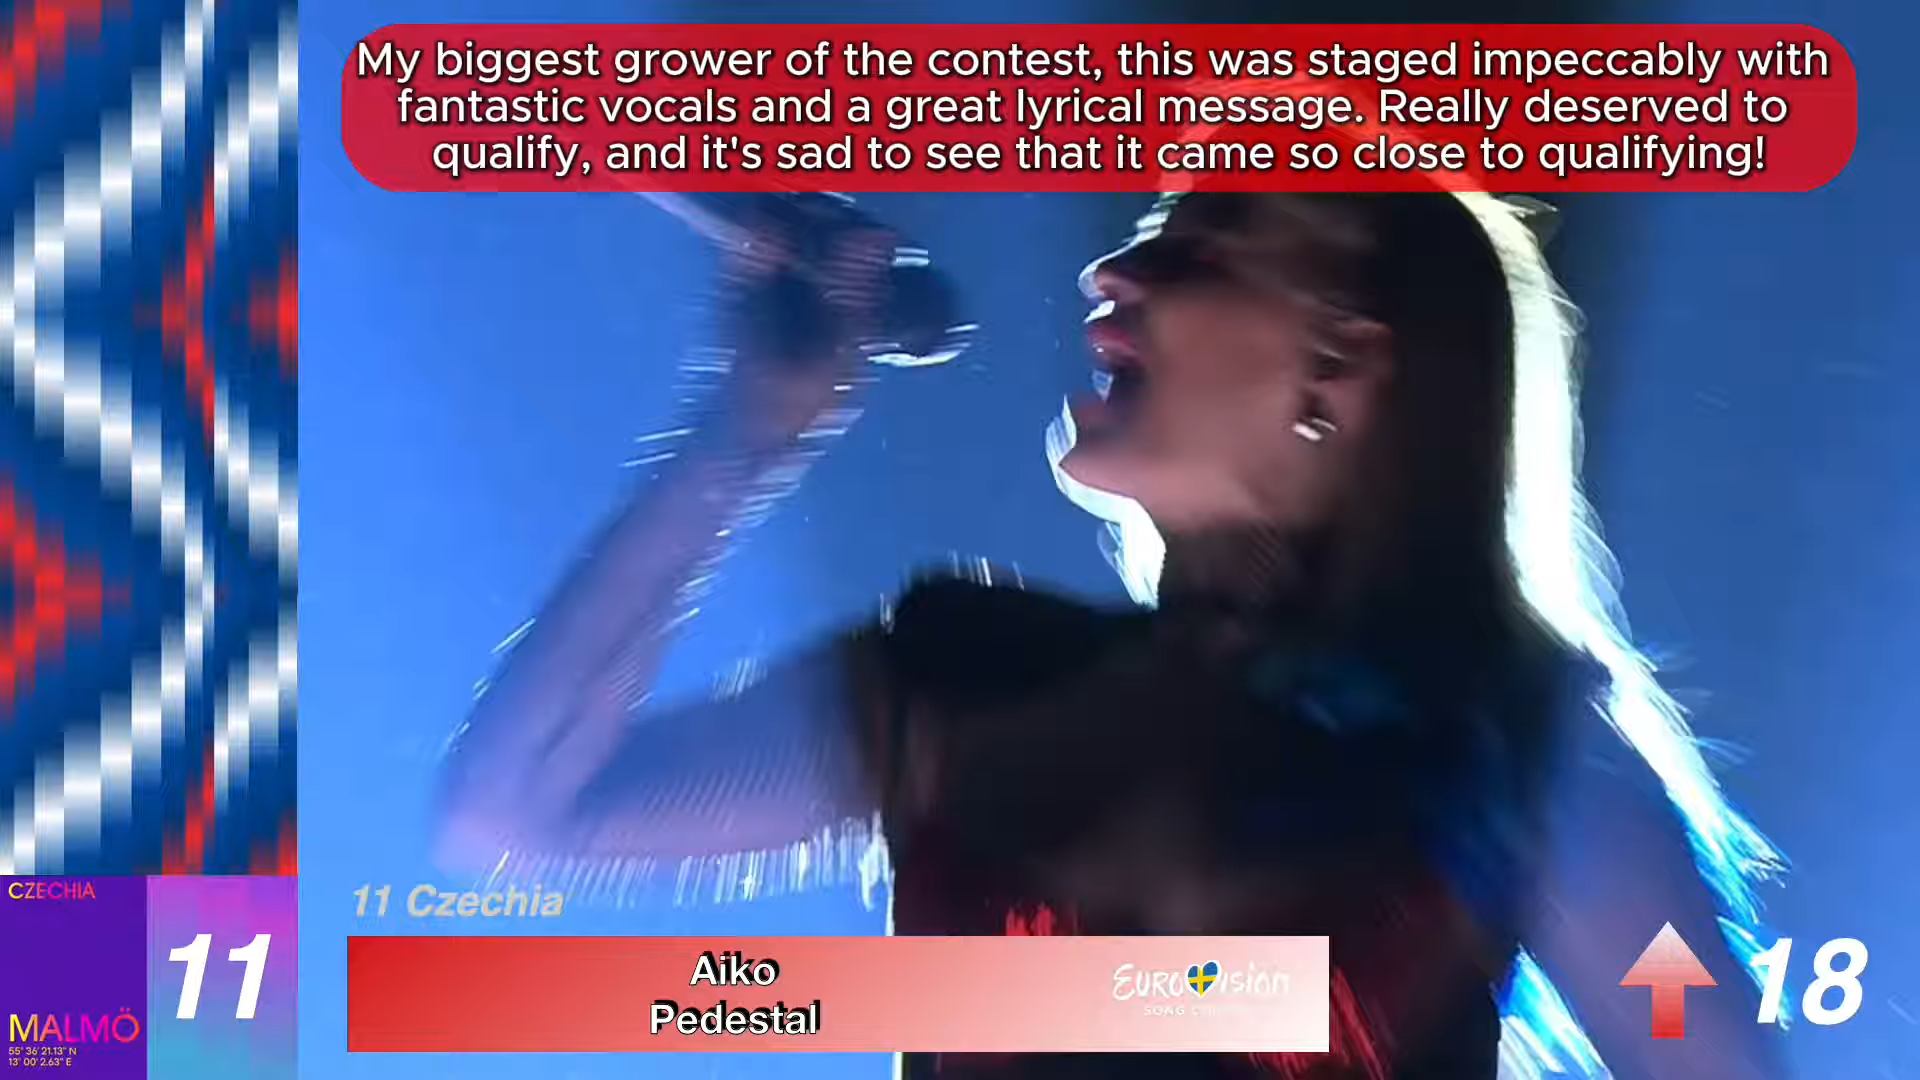 My biggest grower of the contest, this was staged impeccably with
fantastic vocals and a great lyrical message. Really deserved to
qualify, and it's sad to see that it came so close to qualifying!
11 Czechia
Aiko
Pedestal
EUROVISION
SONG CONTEST
18
CZECHIA
11
MALMÖ
55° 36' 21.13" N
13° 00' 2.63" E